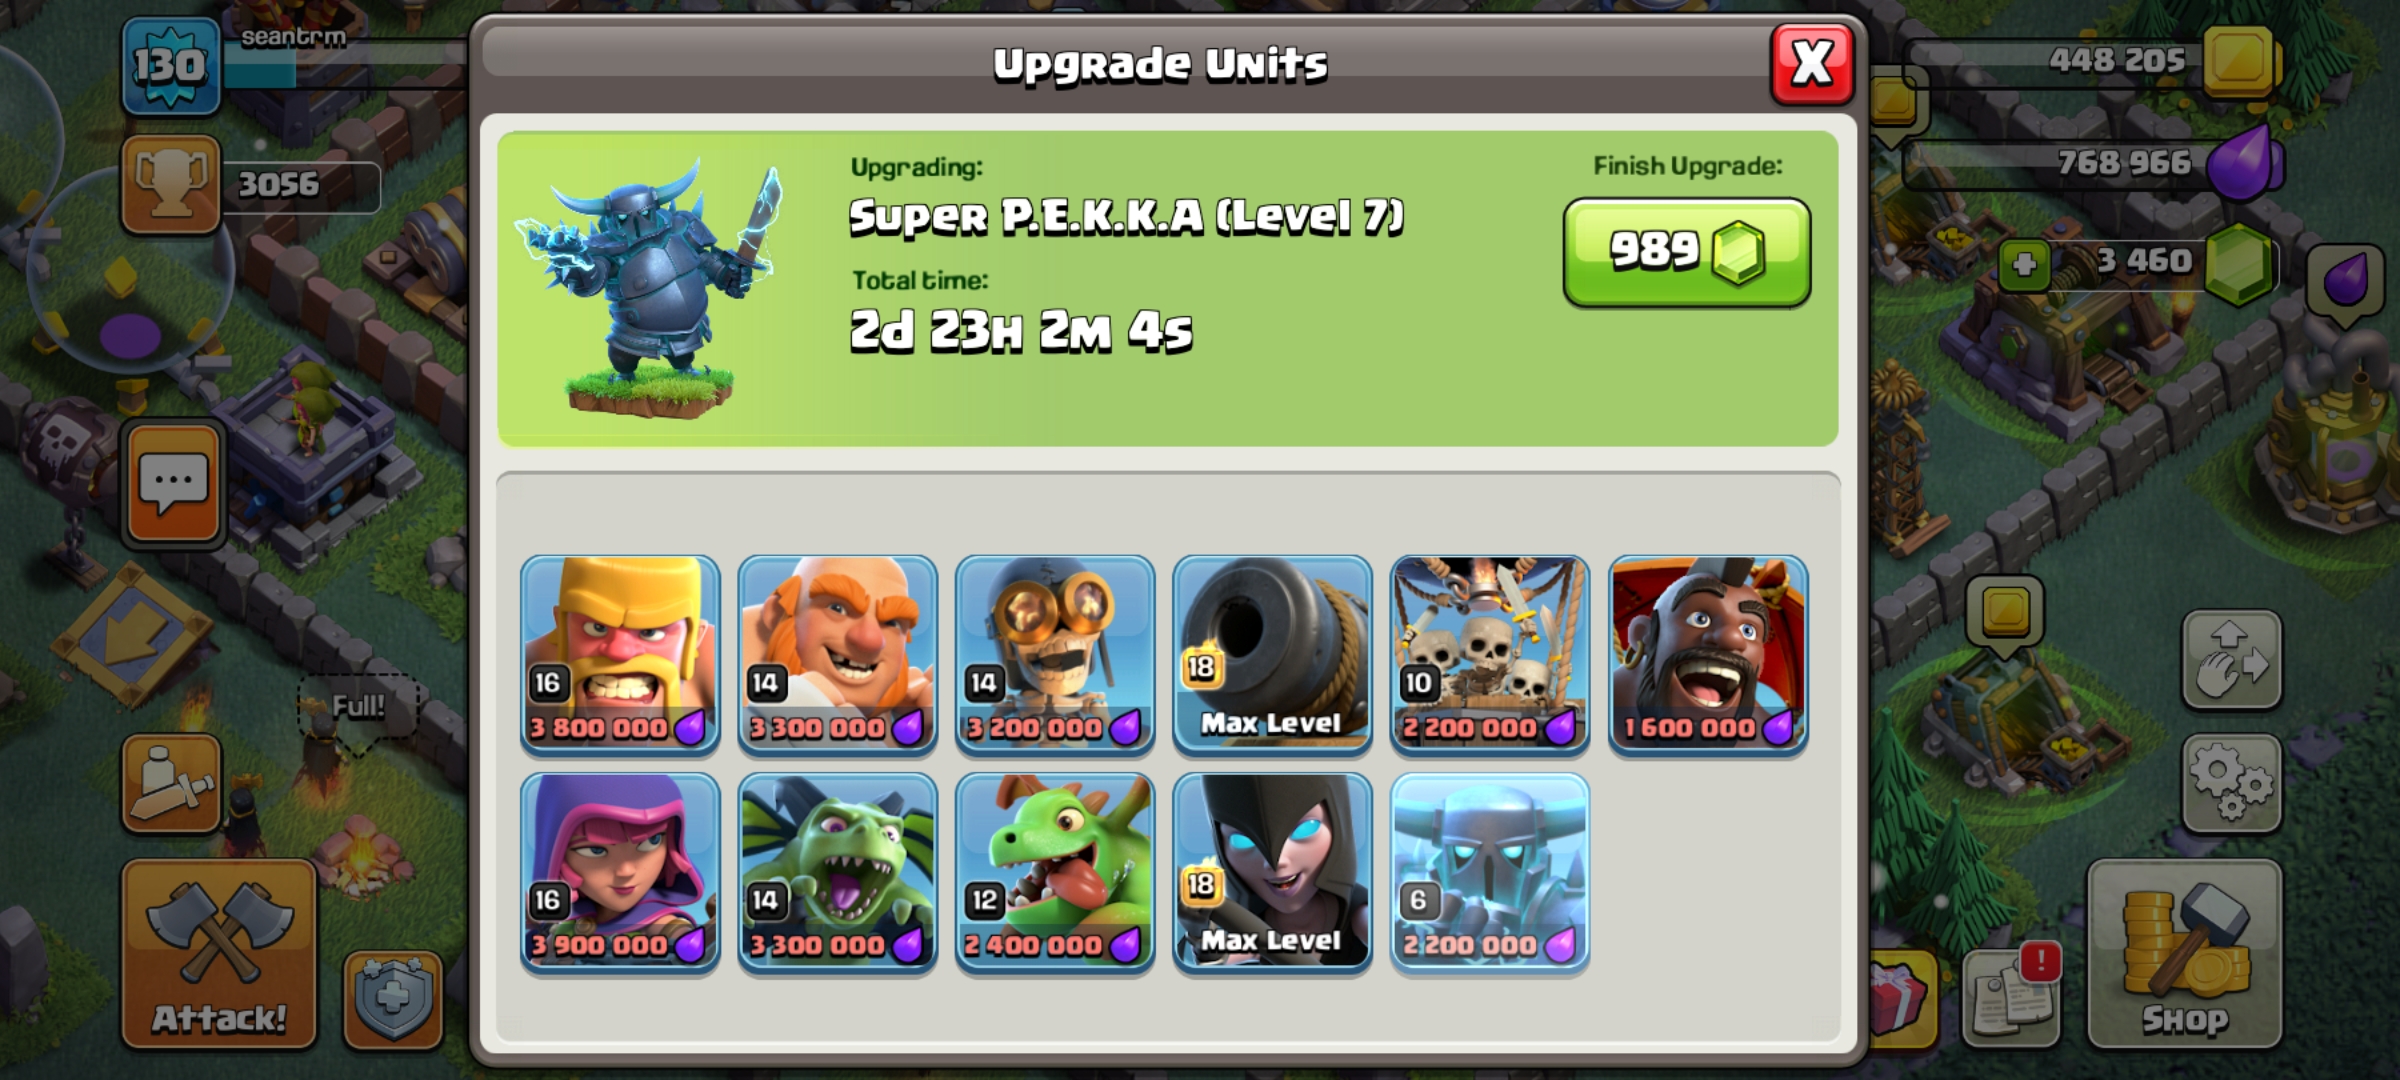 130
seantrm
3056
Upgrade Units
X
448 205
768 966
3 460
Upgrading:
Super P.E.K.K.A (Level 7)
Total time:
2d 23H 2M 4s
Finish Upgrade:
989
Full!
16
3 800 000
14
3 300 000
14
3 200 000
18
Max Level
10
2 200 000
1 600 000
16
3 900 000
14
3 300 000
12
2 400 000
18
Max Level
6
2 200 000
Attack!
!
Shop